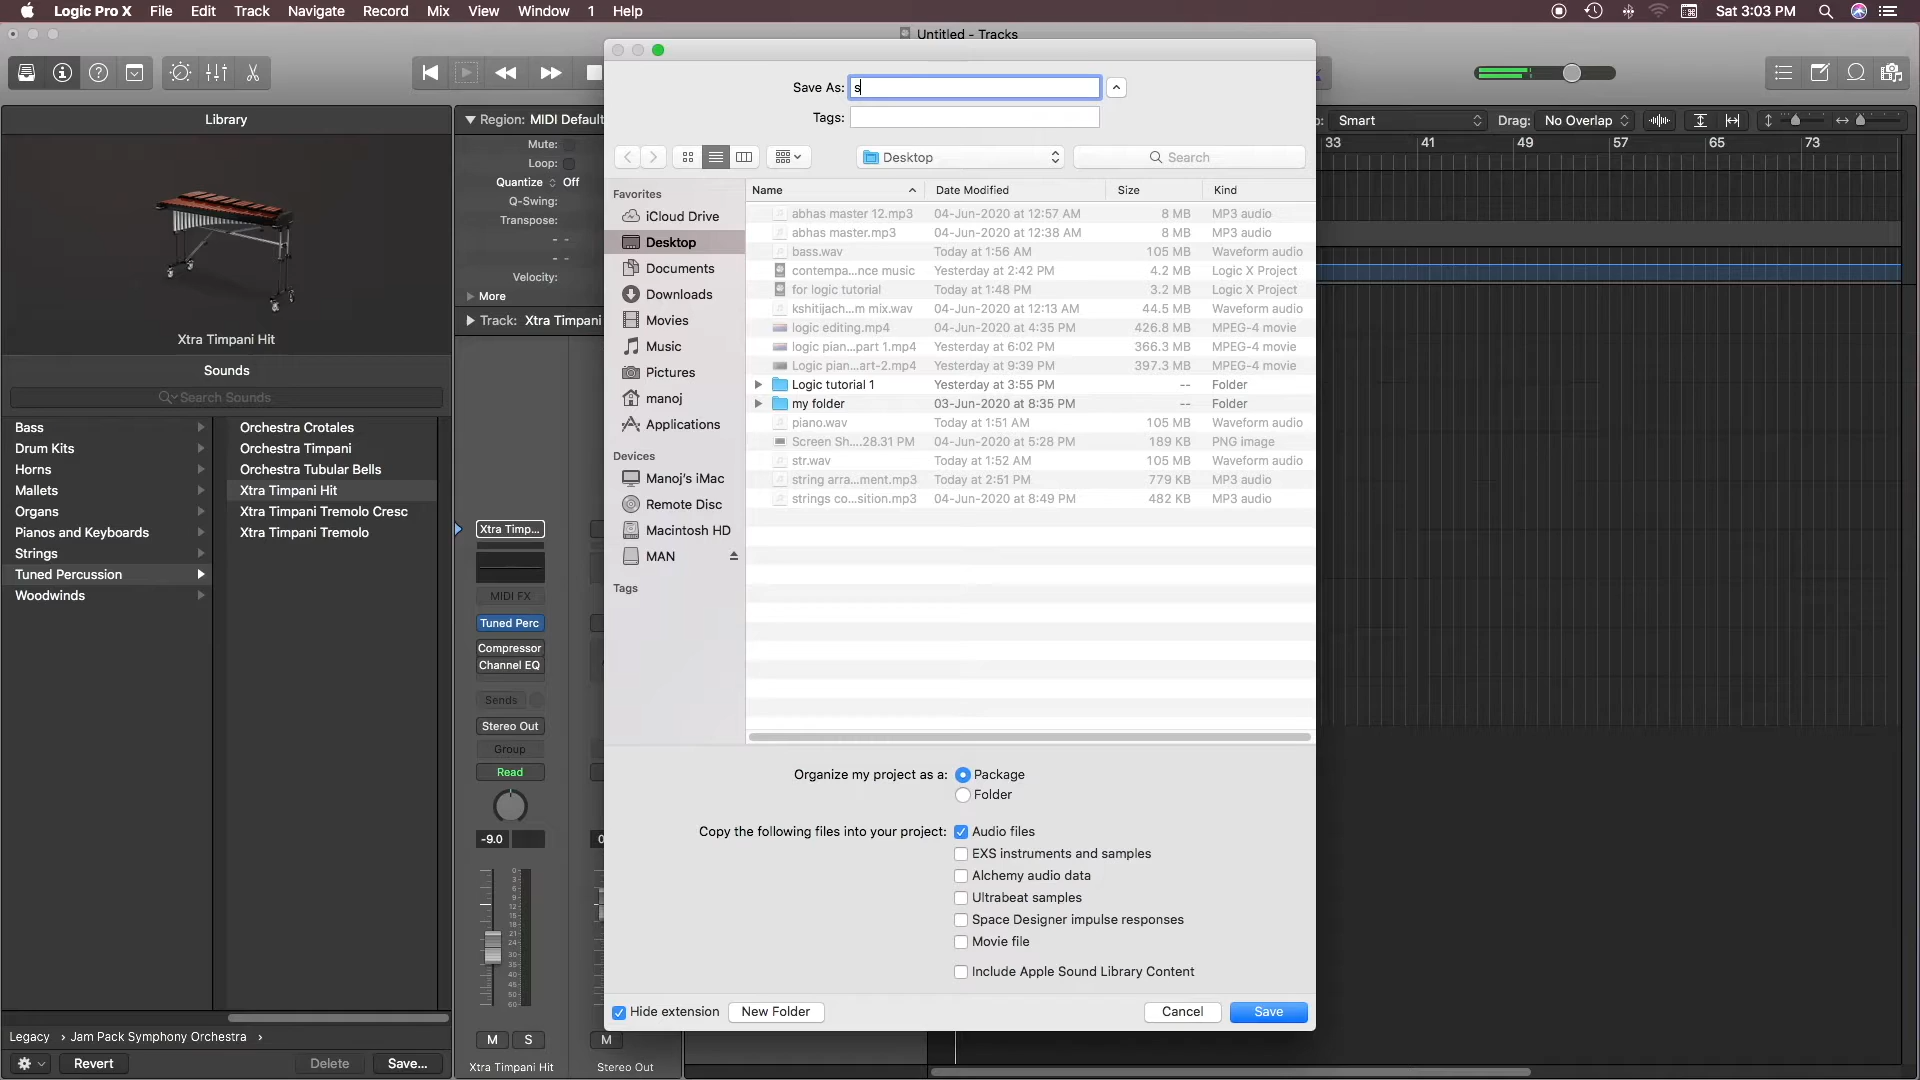 Logic Pro X File Edit Track Navigate Record Mix View Window 1 Help
Sat 3:03 PM
Untitled - Tracks
Library
Xtra Timpani Hit
Sounds
Search Sounds
Bass
Drum Kits
Horns
Mallets
Organs
Pianos and Keyboards
Strings
Tuned Percussion
Woodwinds
Orchestra Crotales
Orchestra Timpani
Orchestra Tubular Bells
Xtra Timpani Hit
Xtra Timpani Tremolo Cresc
Xtra Timpani Tremolo
Legacy › Jam Pack Symphony Orchestra ›
Revert
Delete
Save...
Region: MIDI Default
Mute:
Loop:
Quantize Off
Q-Swing:
Transpose:
- -
- -
Velocity:
More
Track: Xtra Timpani
Xtra Timp...
MIDI FX
Tuned Perc
Compressor
Channel EQ
Sends
Stereo Out
Group
Read
-9.0
0
3
6
9
12
15
18
21
24
30
35
40
45
50
60
M S
Xtra Timpani Hit
M
Stereo Out
Save As: s
Tags:
Desktop
Search
Favorites
iCloud Drive
Desktop
Documents
Downloads
Movies
Music
Pictures
manoj
Applications
Devices
Manoj's iMac
Remote Disc
Macintosh HD
MAN
Tags
Name Date Modified Size Kind
abhas master 12.mp3 04-Jun-2020 at 12:57 AM 8 MB MP3 audio
abhas master.mp3 04-Jun-2020 at 12:38 AM 8 MB MP3 audio
bass.wav Today at 1:56 AM 105 MB Waveform audio
contempa...nce music Yesterday at 2:42 PM 4.2 MB Logic X Project
for logic tutorial Today at 1:48 PM 3.2 MB Logic X Project
kshitijach...m mix.wav 04-Jun-2020 at 12:13 AM 44.5 MB Waveform audio
logic editing.mp4 04-Jun-2020 at 4:35 PM 426.8 MB MPEG-4 movie
logic pian...part 1.mp4 Yesterday at 6:02 PM 366.3 MB MPEG-4 movie
Logic pian...art-2.mp4 Yesterday at 9:39 PM 397.3 MB MPEG-4 movie
Logic tutorial 1 Yesterday at 3:55 PM -- Folder
my folder 03-Jun-2020 at 8:35 PM -- Folder
piano.wav Today at 1:51 AM 105 MB Waveform audio
Screen Sh....28.31 PM 04-Jun-2020 at 5:28 PM 189 KB PNG image
str.wav Today at 1:52 AM 105 MB Waveform audio
string arra...ment.mp3 Today at 2:51 PM 779 KB MP3 audio
strings co...sition.mp3 04-Jun-2020 at 8:49 PM 482 KB MP3 audio
Organize my project as a: Package
Folder
Copy the following files into your project: Audio files
EXS instruments and samples
Alchemy audio data
Ultrabeat samples
Space Designer impulse responses
Movie file
Include Apple Sound Library Content
Hide extension
New Folder
Cancel
Save
Smart
Drag: No Overlap
33 41 49 57 65 73